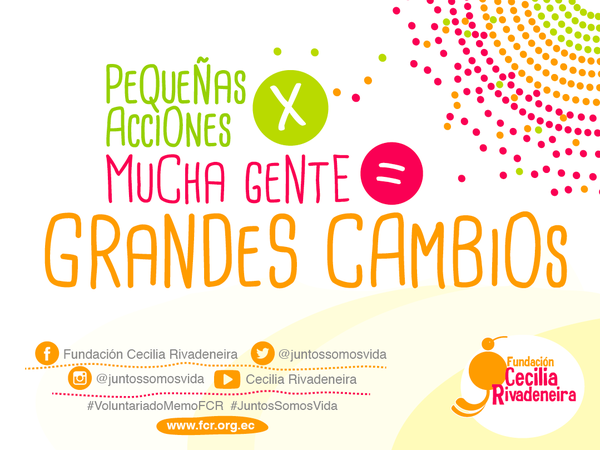 PEQUEÑAS
ACCIONES X
MUCHA GENTE =
GRANDES CAMBIOS
Fundación Cecilia Rivadeneira @juntossomosvida
@juntossomosvida Cecilia Rivadeneira
#VoluntariadoMemoFCR #JuntosSomosVida
www.fcr.org.ec
Fundación
Cecilia
Rivadeneira